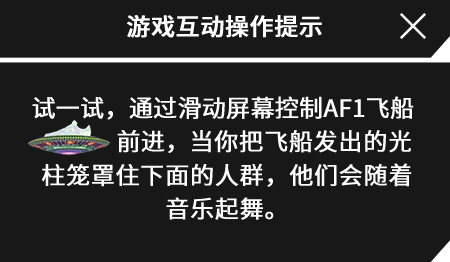 游戏互动操作提示
试一试，通过滑动屏幕控制AF1飞船
前进，当你把飞船发出的光
柱笼罩住下面的人群，他们会随着
音乐起舞。